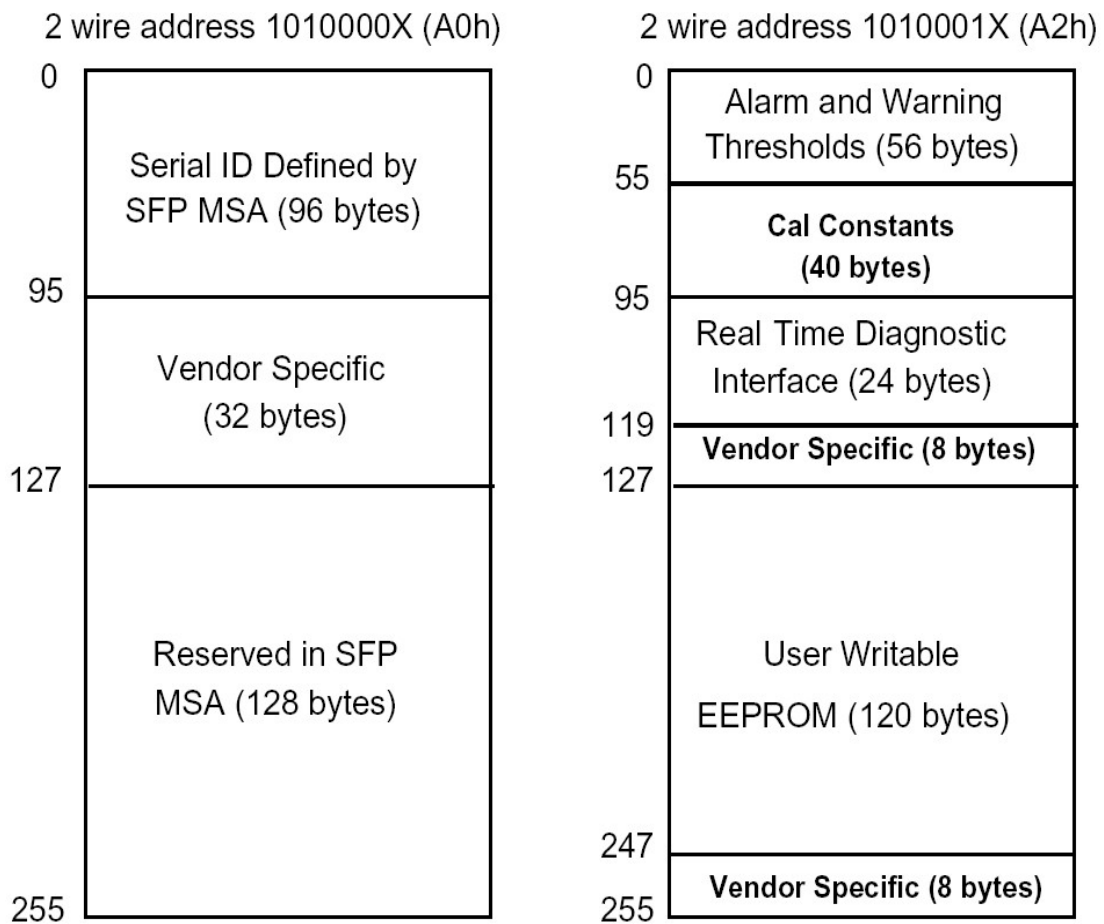 2 wire address 1010000X (A0h)
0
Serial ID Defined by
SFP MSA (96 bytes)
95
Vendor Specific
(32 bytes)
127
Reserved in SFP
MSA (128 bytes)
255
2 wire address 1010001X (A2h)
0
Alarm and Warning
Thresholds (56 bytes)
55
Cal Constants
(40 bytes)
95
Real Time Diagnostic
Interface (24 bytes)
119
Vendor Specific (8 bytes)
127
User Writable
EEPROM (120 bytes)
247
Vendor Specific (8 bytes)
255